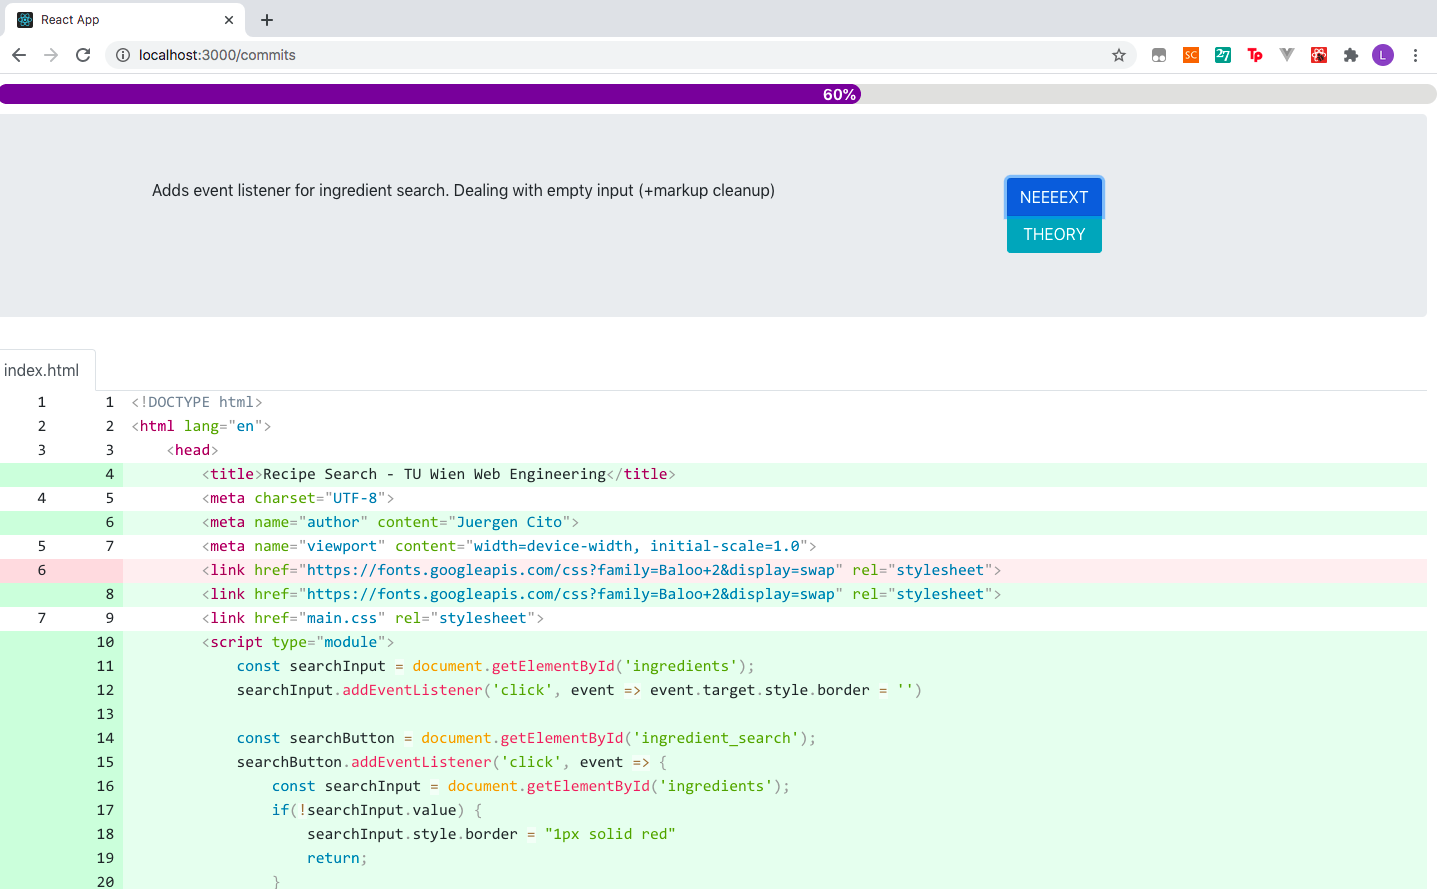 React App
localhost:3000/commits
SC
27
Tp
L
60%
Adds event listener for ingredient search. Dealing with empty input (+markup cleanup)
NEEEEXT
THEORY
index.html
1 1 <!DOCTYPE html>
2 2 <html lang="en">
3 3 <head>
4 <title>Recipe Search - TU Wien Web Engineering</title>
4 5 <meta charset="UTF-8">
6 <meta name="author" content="Juergen Cito">
5 7 <meta name="viewport" content="width=device-width, initial-scale=1.0">
6 <link href="https://fonts.googleapis.com/css?family=Baloo+2&display=swap" rel="stylesheet">
8 <link href="https://fonts.googleapis.com/css?family=Baloo+2&display=swap" rel="stylesheet">
7 9 <link href="main.css" rel="stylesheet">
10 <script type="module">
11 const searchInput = document.getElementById('ingredients');
12 searchInput.addEventListener('click', event => event.target.style.border = '')
13
14 const searchButton = document.getElementById('ingredient_search');
15 searchButton.addEventListener('click', event => {
16 const searchInput = document.getElementById('ingredients');
17 if(!searchInput.value) {
18 searchInput.style.border = "1px solid red"
19 return;
20 }